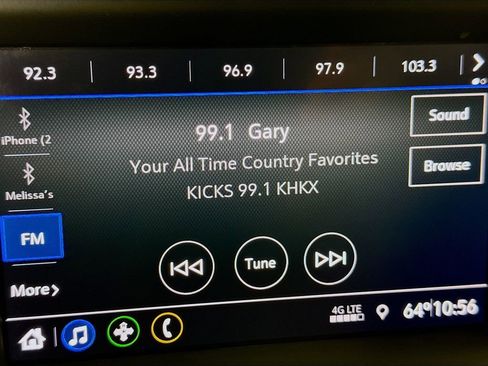 92.3 93.3 96.9 97.9 103.3
iPhone (2
Melissa's
FM
More
99.1 Gary
Your All Time Country Favorites
KICKS 99.1 KHKX
Sound
Browse
Tune
4G LTE
64° 10:56